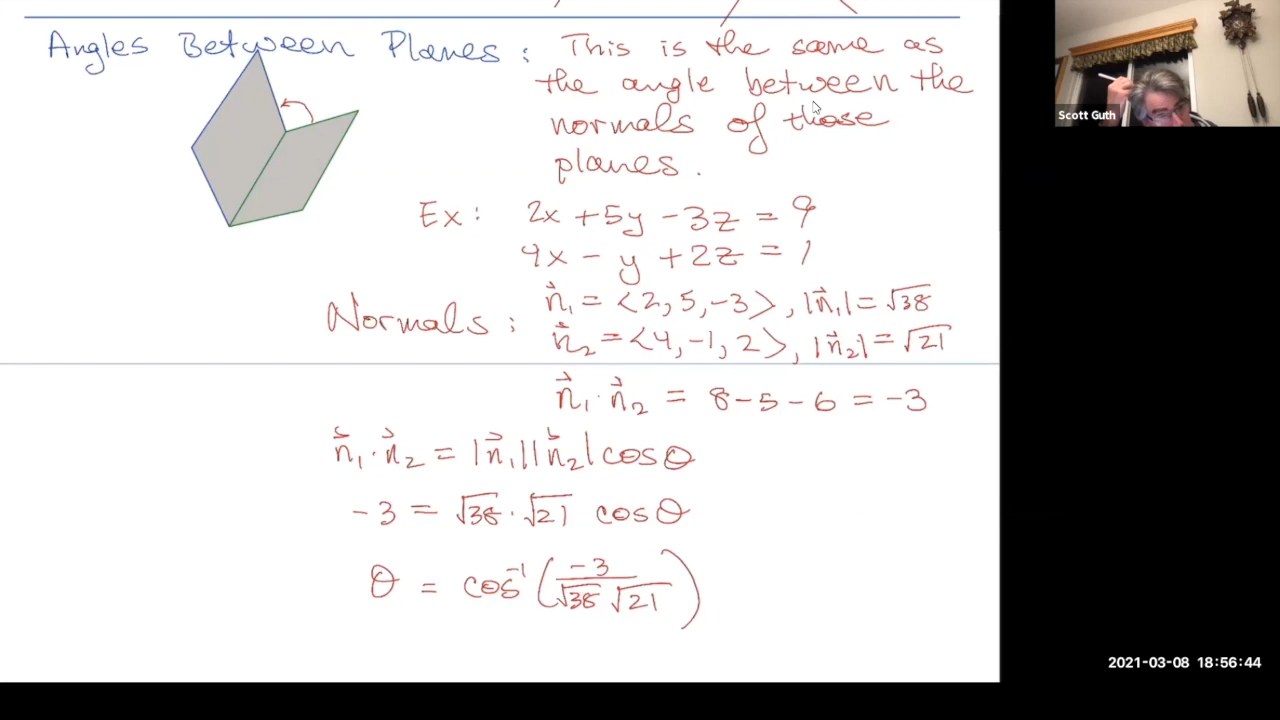 Angles Between Planes : This is the same as
the angle between the
normals of those
planes.
Ex: 2x + 5y - 3z = 9
4x - y + 2z = 1
Normals : n⃗₁ = <2, 5, -3>, |n⃗₁| = √38
n⃗₂ = <4, -1, 2>, |n⃗₂| = √21
n⃗₁ · n⃗₂ = 8 - 5 - 6 = -3
n⃗₁ · n⃗₂ = |n⃗₁||n⃗₂| cos θ
-3 = √38 · √21 cos θ
θ = cos⁻¹(-3/(√38 √21))
Scott Guth
2021-03-08 18:56:44